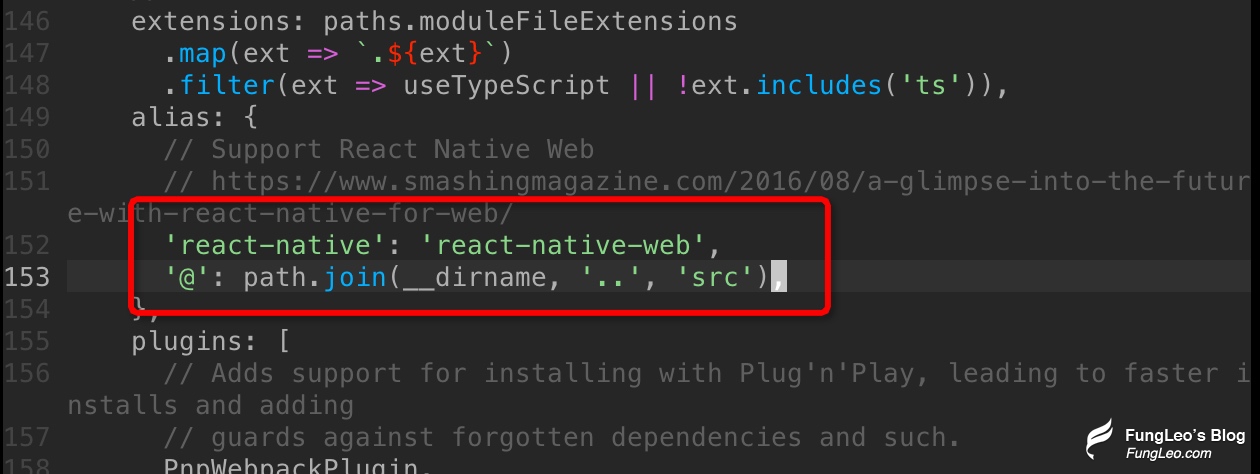 146     extensions: paths.moduleFileExtensions
147       .map(ext => `.${ext}`)
148       .filter(ext => useTypeScript || !ext.includes('ts')),
149     alias: {
150       // Support React Native Web
151       // https://www.smashingmagazine.com/2016/08/a-glimpse-into-the-futur
e-with-react-native-for-web/
152       'react-native': 'react-native-web',
153       '@': path.join(__dirname, '..', 'src'),
154     },
155     plugins: [
156       // Adds support for installing with Plug'n'Play, leading to faster i
nstalls and adding
157       // guards against forgotten dependencies and such.
158       PnpWebpackPlugin,
FungLeo's Blog
FungLeo.com